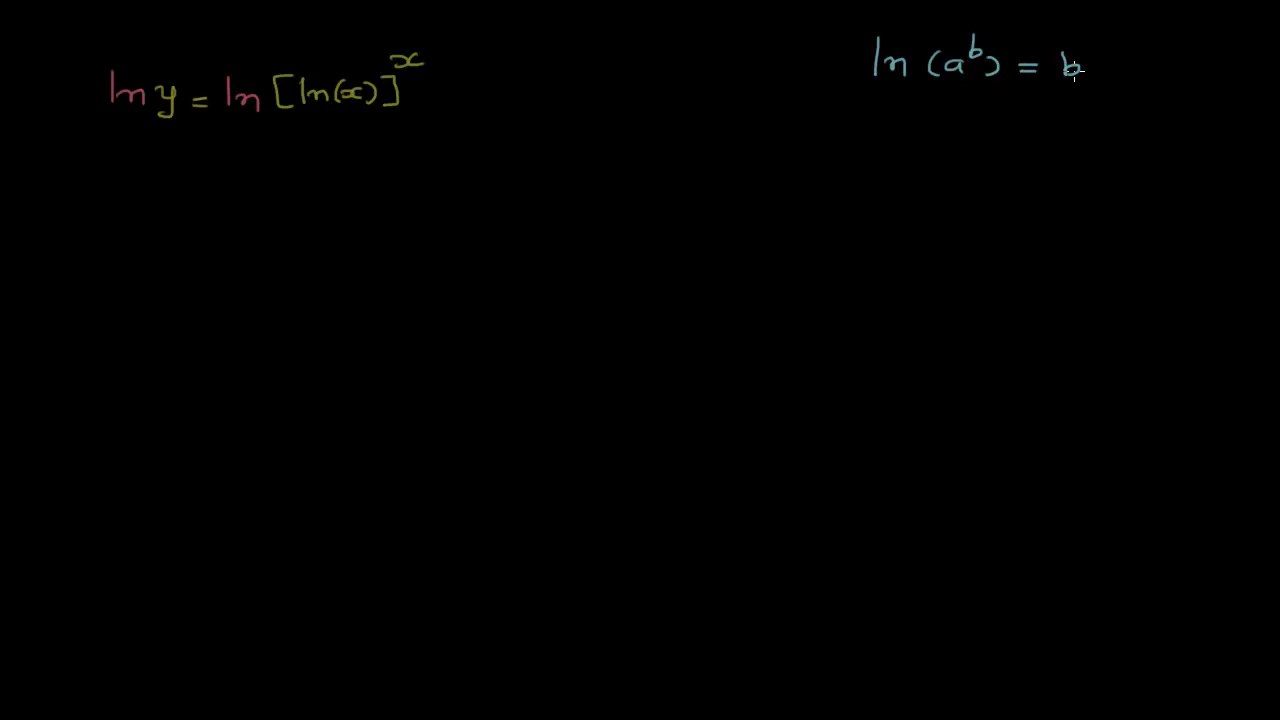 ln y = ln [ln(x)]^x
ln (a^b) = b